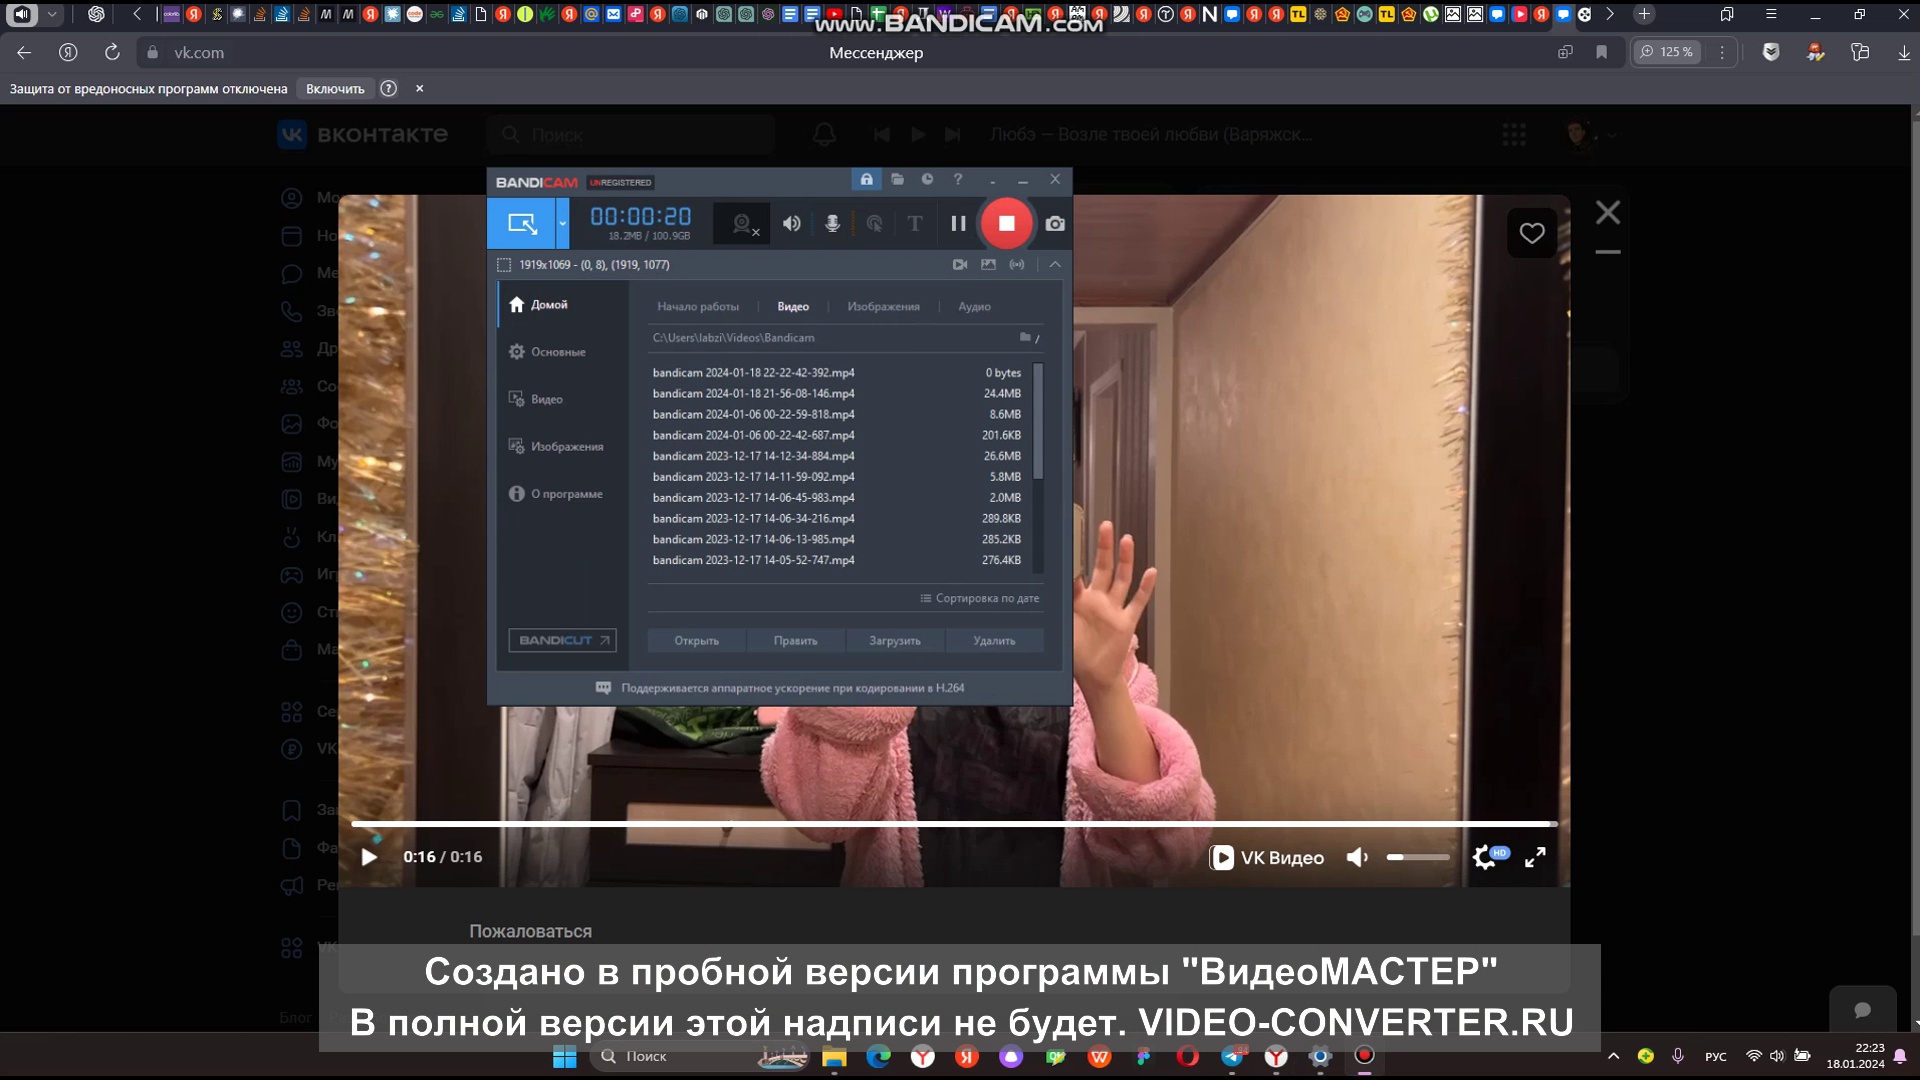 www.BANDICAM.com
vk.com
Мессенджер
125 %
Защита от вредоносных программ отключена
Включить
вконтакте
Поиск
Любэ — Возле твоей любви (Варяжск...
BANDICAM UNREGISTERED
00:00:20
18.2MB / 100.9GB
1919x1069 - (0, 8), (1919, 1077)
Домой
Основные
Видео
Изображения
О программе
BANDICUT
Начало работы
Видео
Изображения
Аудио
C:\Users\labzi\Videos\Bandicam
bandicam 2024-01-18 22-22-42-392.mp4 0 bytes
bandicam 2024-01-18 21-56-08-146.mp4 24.4MB
bandicam 2024-01-06 00-22-59-818.mp4 8.6MB
bandicam 2024-01-06 00-22-42-687.mp4 201.6KB
bandicam 2023-12-17 14-12-34-884.mp4 26.6MB
bandicam 2023-12-17 14-11-59-092.mp4 5.8MB
bandicam 2023-12-17 14-06-45-983.mp4 2.0MB
bandicam 2023-12-17 14-06-34-216.mp4 289.8KB
bandicam 2023-12-17 14-06-13-985.mp4 285.2KB
bandicam 2023-12-17 14-05-52-747.mp4 276.4KB
Сортировка по дате
Открыть
Править
Загрузить
Удалить
Поддерживается аппаратное ускорение при кодировании в H.264
0:16 / 0:16
VK Видео
HD
Пожаловаться
Создано в пробной версии программы "ВидеоМАСТЕР"
В полной версии этой надписи не будет. VIDEO-CONVERTER.RU
Блог
Поиск
РУС
22:23
18.01.2024